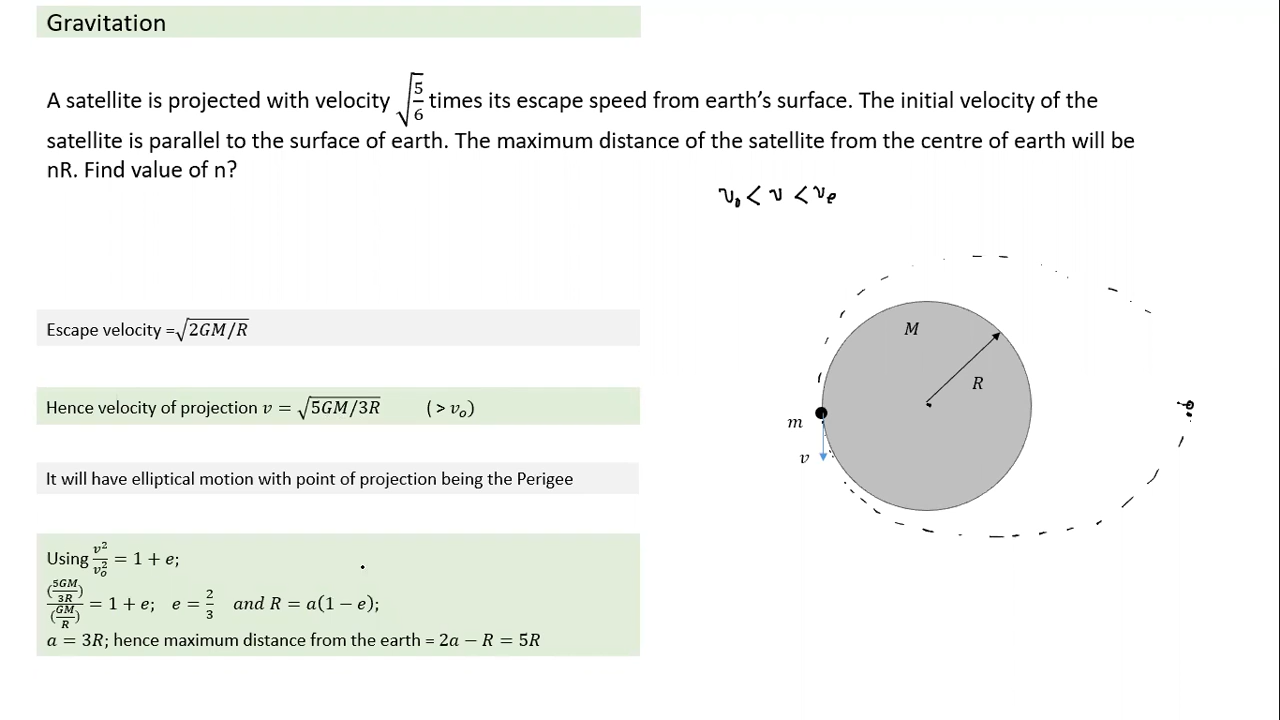 Gravitation
A satellite is projected with velocity √(5/6) times its escape speed from earth's surface. The initial velocity of the
satellite is parallel to the surface of earth. The maximum distance of the satellite from the centre of earth will be
nR. Find value of n?
v₀ < v < vₑ
Escape velocity =√(2GM/R)
Hence velocity of projection v = √(5GM/3R) ( > vₒ)
It will have elliptical motion with point of projection being the Perigee
Using v²/vₒ² = 1 + e;
(5GM/3R)/(GM/R) = 1 + e; e = 2/3 and R = a(1 − e);
a = 3R; hence maximum distance from the earth = 2a − R = 5R
M
R
m
v